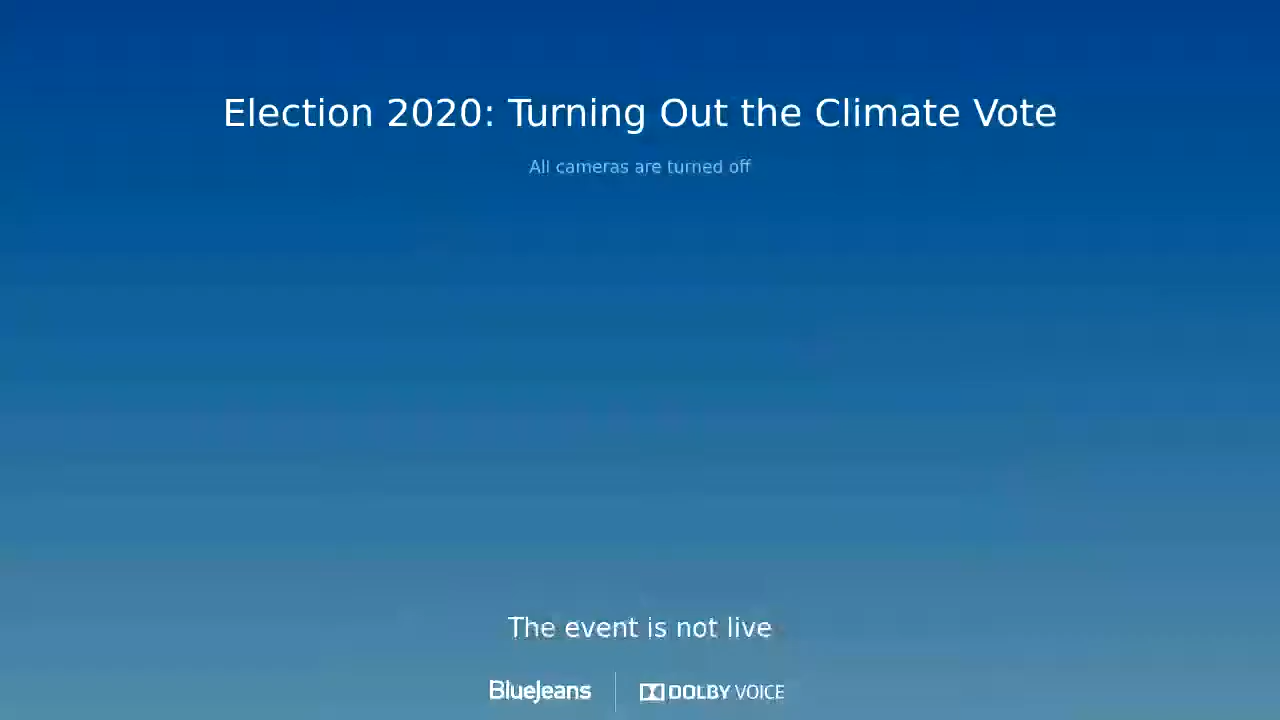 Election 2020: Turning Out the Climate Vote
All cameras are turned off
The event is not live
BlueJeans
DOLBY VOICE